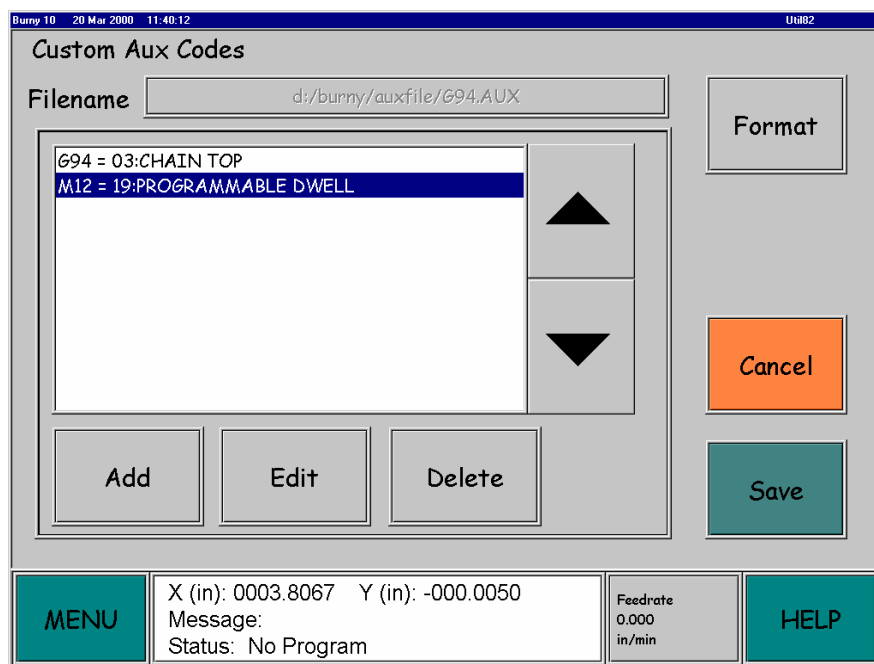 Burny 10 20 Mar 2000 11:40:12 Util82
Custom Aux Codes
Filename d:/burny/auxfile/G94.AUX
Format
G94 = 03:CHAIN TOP
M12 = 19:PROGRAMMABLE DWELL
Cancel
Add Edit Delete
Save
MENU
X (in): 0003.8067 Y (in): -000.0050
Message:
Status: No Program
Feedrate
0.000
in/min
HELP